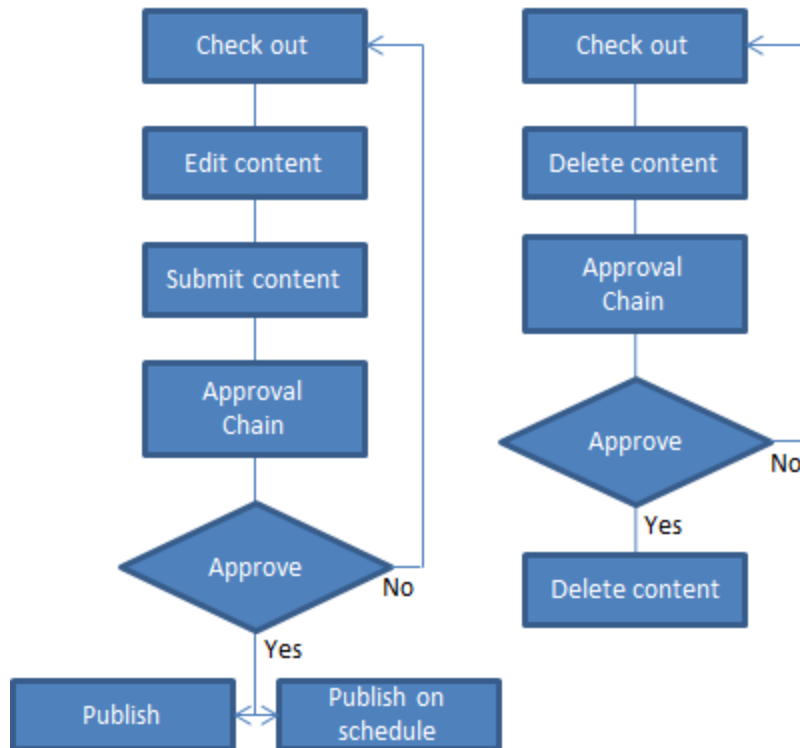 Check out
Edit content
Submit content
Approval
Chain
Approve
No
Yes
Publish
Publish on
schedule
Check out
Delete content
Approval
Chain
Approve
No
Yes
Delete content